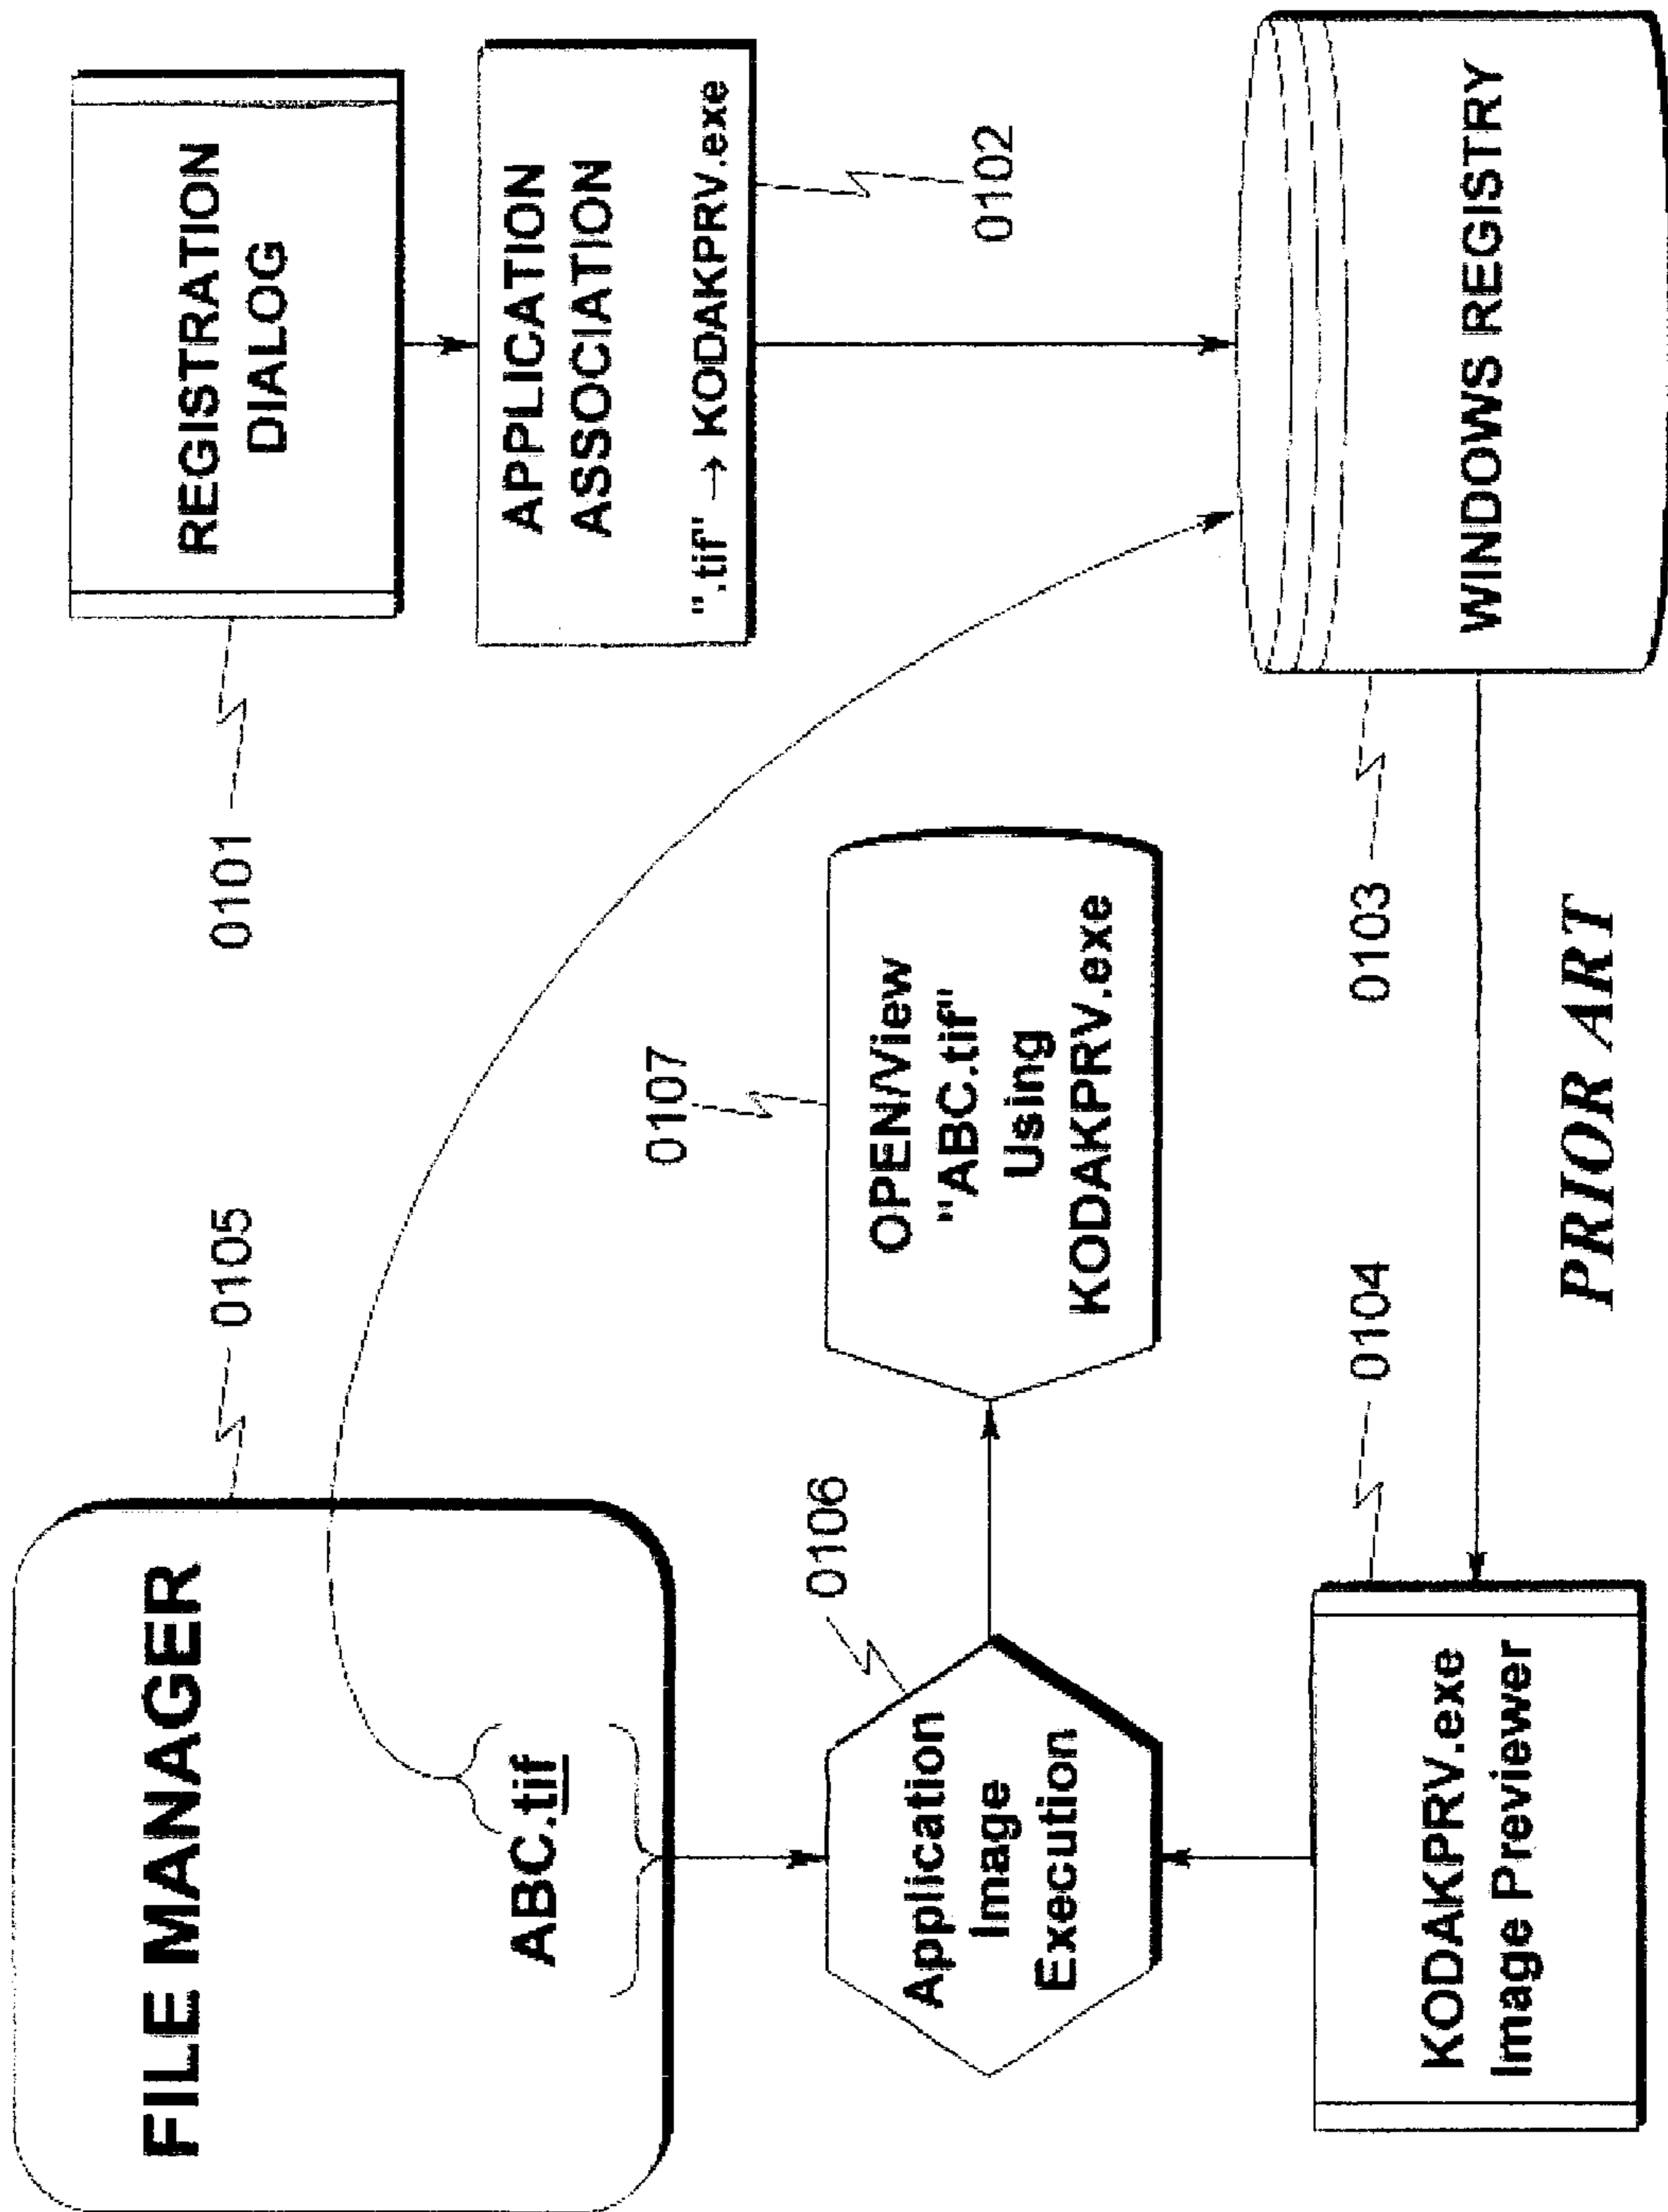 FILE MANAGER
ABC.tif
0105
REGISTRATION
DIALOG
0101
APPLICATION
ASSOCIATION
".tif" → KODAKPRV.exe
0102
Application
Image
Execution
0106
OPEN/View
"ABC.tif"
Using
KODAKPRV.exe
0107
KODAKPRV.exe
Image Previewer
0104
WINDOWS REGISTRY
0103
PRIOR ART